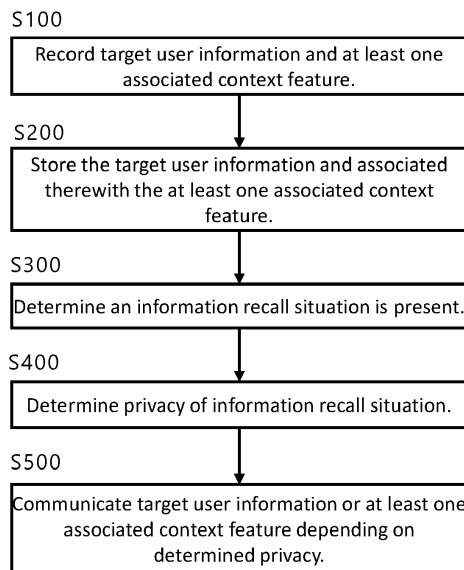 S100
Record target user information and at least one
associated context feature.
S200
Store the target user information and associated
therewith the at least one associated context
feature.
S300
Determine an information recall situation is present.
S400
Determine privacy of information recall situation.
S500
Communicate target user information or at least one
associated context feature depending on
determined privacy.